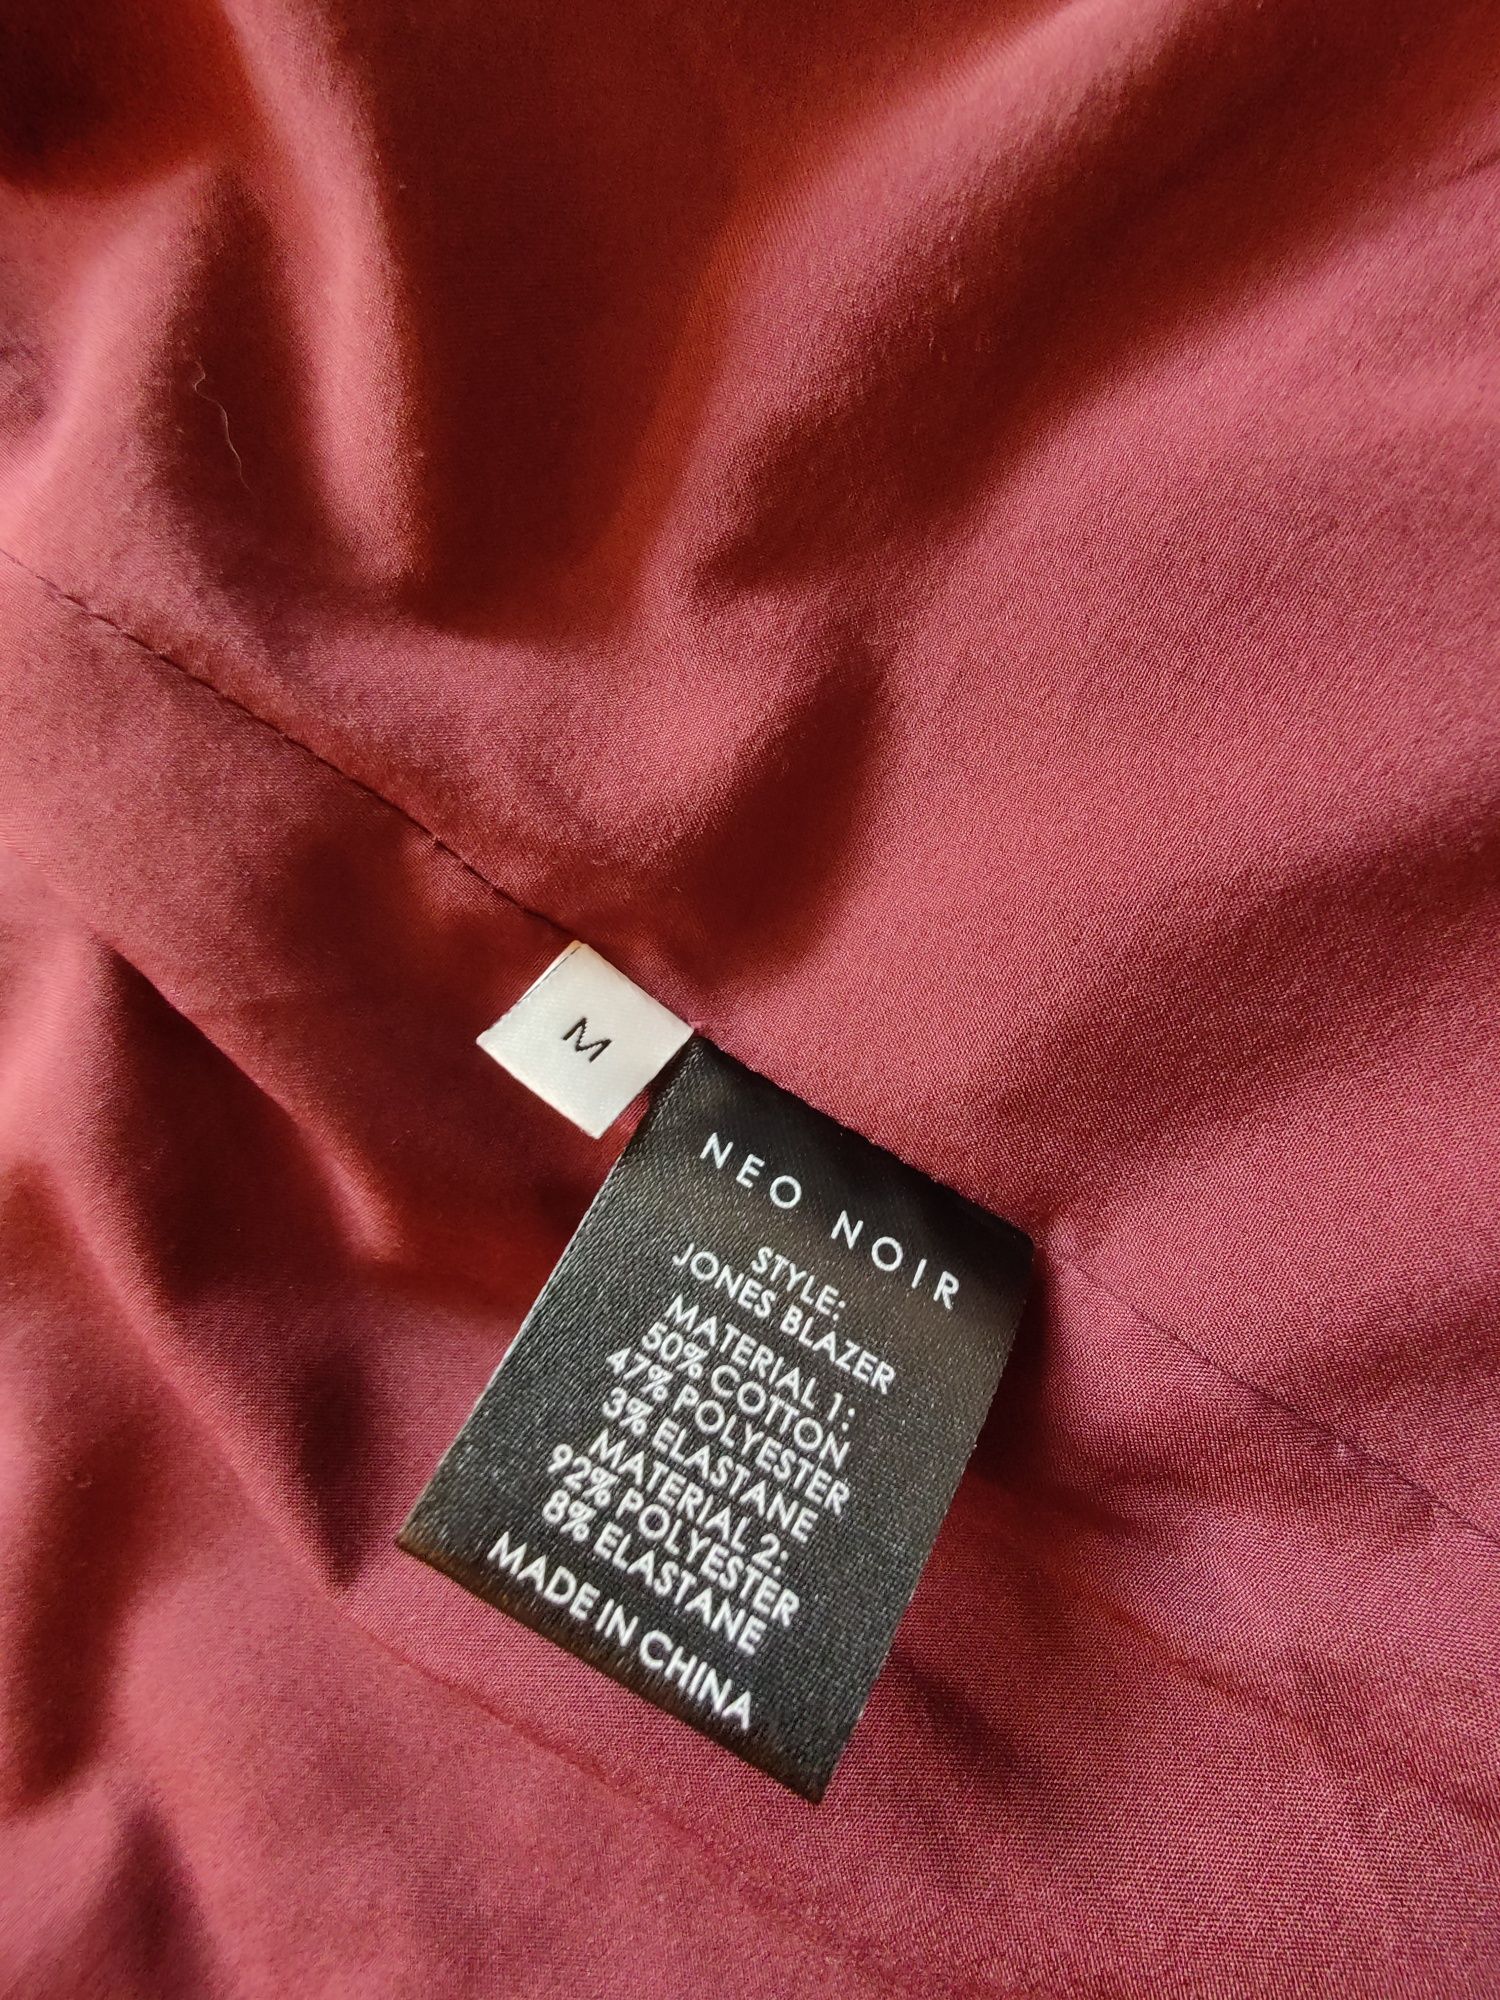 M
NEO NOIR
STYLE:
JONES BLAZER
MATERIAL 1:
50% COTTON
47% POLYESTER
3% ELASTANE
MATERIAL 2:
92% POLYESTER
8% ELASTANE
MADE IN CHINA